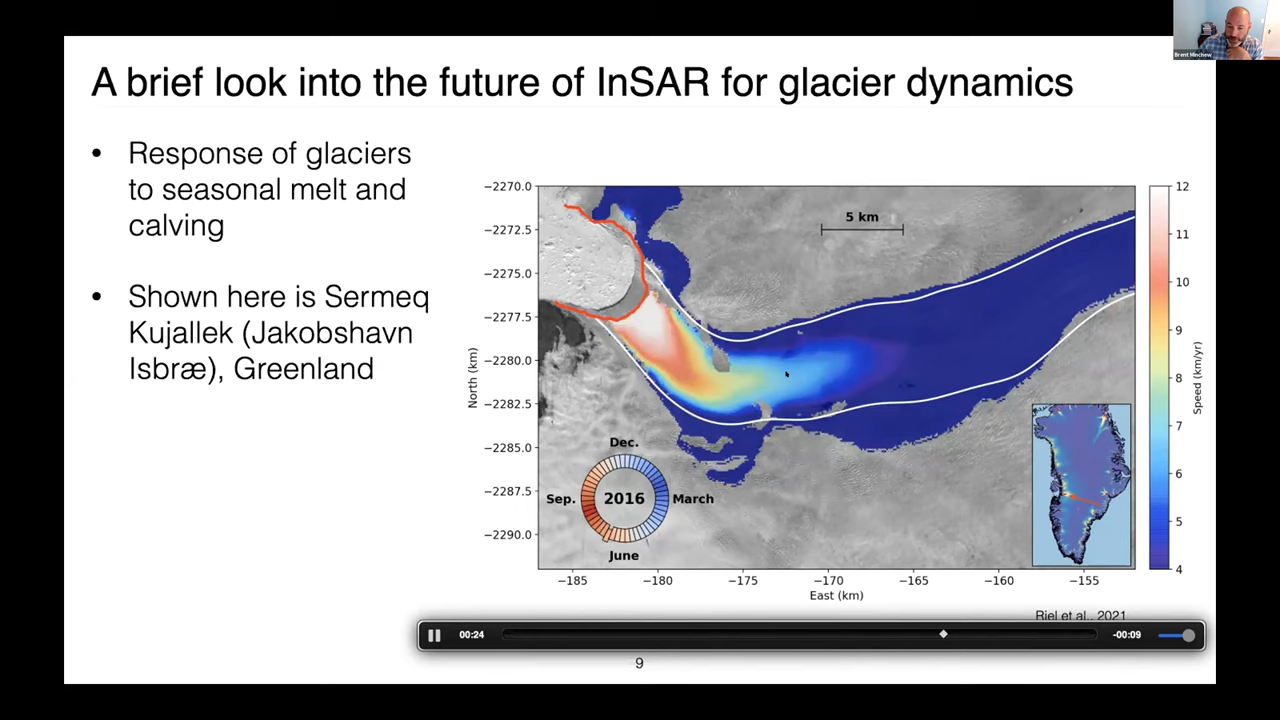 Brent Minchew
A brief look into the future of InSAR for glacier dynamics
• Response of glaciers
to seasonal melt and
calving
• Shown here is Sermeq
Kujallek (Jakobshavn
Isbræ), Greenland
−2270.0
−2272.5
−2275.0
−2277.5
−2280.0
−2282.5
−2285.0
−2287.5
−2290.0
North (km)
5 km
Dec.
Sep.
2016
March
June
−185
−180
−175
−170
−165
−160
−155
East (km)
12
11
10
9
8
7
6
5
4
Speed (km/yr)
Riel et al., 2021
00:24
-00:09
9